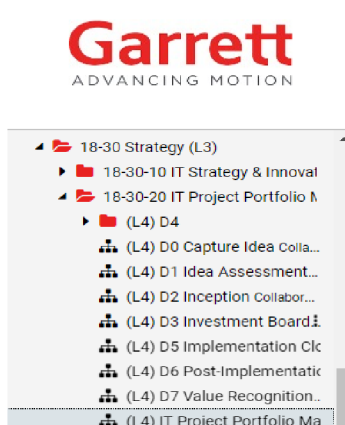 Garrett
ADVANCING MOTION
18-30 Strategy (L3)
18-30-10 IT Strategy & Innovat
18-30-20 IT Project Portfolio M
(L4) D4
(L4) D0 Capture Idea Colla...
(L4) D1 Idea Assessment...
(L4) D2 Inception Collabor...
(L4) D3 Investment Board
(L4) D5 Implementation Clo
(L4) D6 Post-Implementatic
(L4) D7 Value Recognition..
(L4) IT Project Portfolio Ma